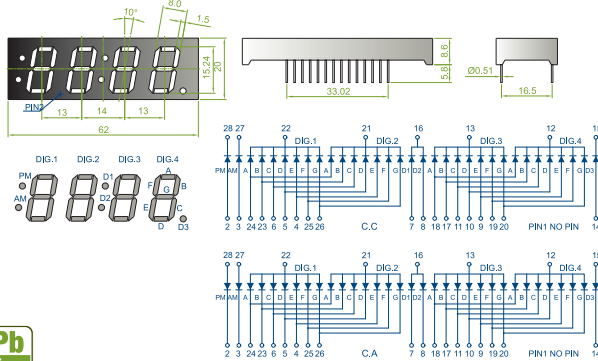 10° 8.0 1.5
15.24 20
PIN2
13 14 13
62
8.6
5.8
33.02
Ø0.51
16.5
DIG.1 DIG.2 DIG.3 DIG.4
PM D1 A
F B
G
AM D2 E C
D D3
28 27 22 21 16 13 12 15
DIG.1 DIG.2 DIG.3 DIG.4
PM AM A B C D E F G A B C D E F G D1 D2 A B C D E F G A B C D E F G D3
2 3 24 23 6 5 4 25 26 C.C 7 8 18 17 11 10 9 19 20 PIN1 NO PIN 14
28 27 22 21 16 13 12 15
DIG.1 DIG.2 DIG.3 DIG.4
PM AM A B C D E F G A B C D E F G D1 D2 A B C D E F G A B C D E F G D3
2 3 24 23 6 5 4 25 26 C.A 7 8 18 17 11 10 9 19 20 PIN1 NO PIN 14
Pb